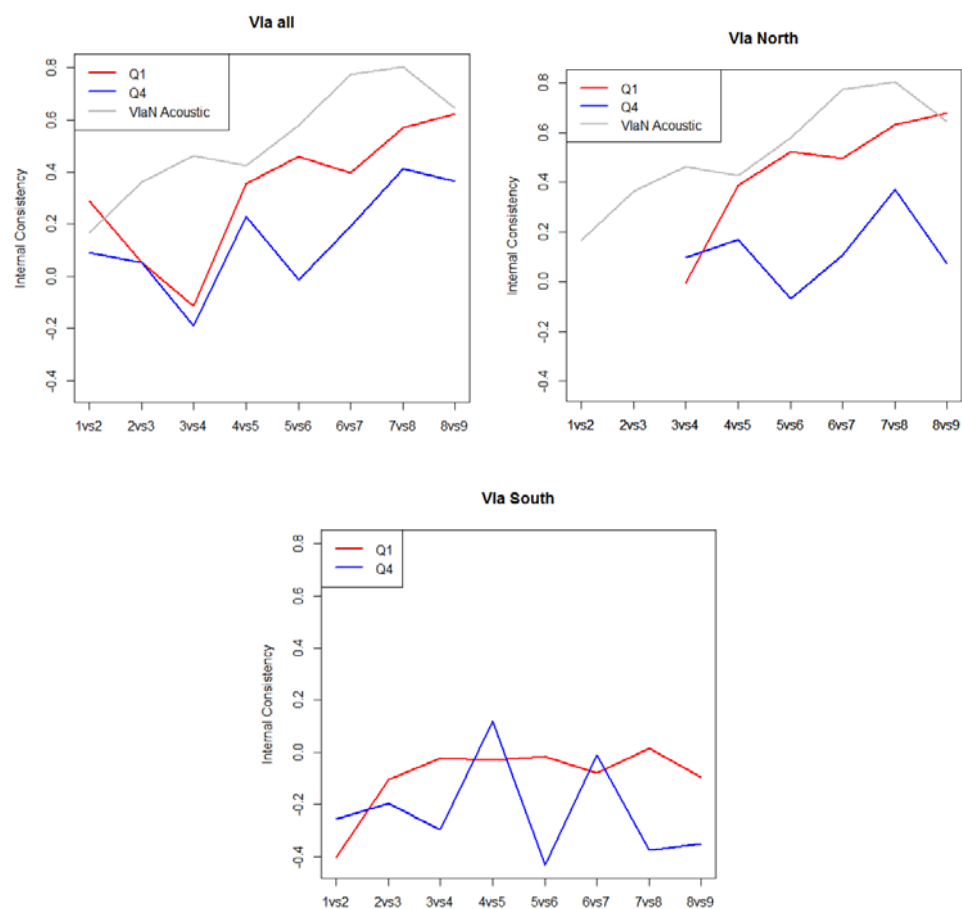 VIa all
Q1
Q4
VIaN Acoustic
Internal Consistency
0.8
0.6
0.4
0.2
0.0
-0.2
-0.4
1vs2 2vs3 3vs4 4vs5 5vs6 6vs7 7vs8 8vs9
VIa North
Q1
Q4
VIaN Acoustic
Internal Consistency
0.8
0.6
0.4
0.2
0.0
-0.2
-0.4
1vs2 2vs3 3vs4 4vs5 5vs6 6vs7 7vs8 8vs9
VIa South
Q1
Q4
Internal Consistency
0.8
0.6
0.4
0.2
0.0
-0.2
-0.4
1vs2 2vs3 3vs4 4vs5 5vs6 6vs7 7vs8 8vs9